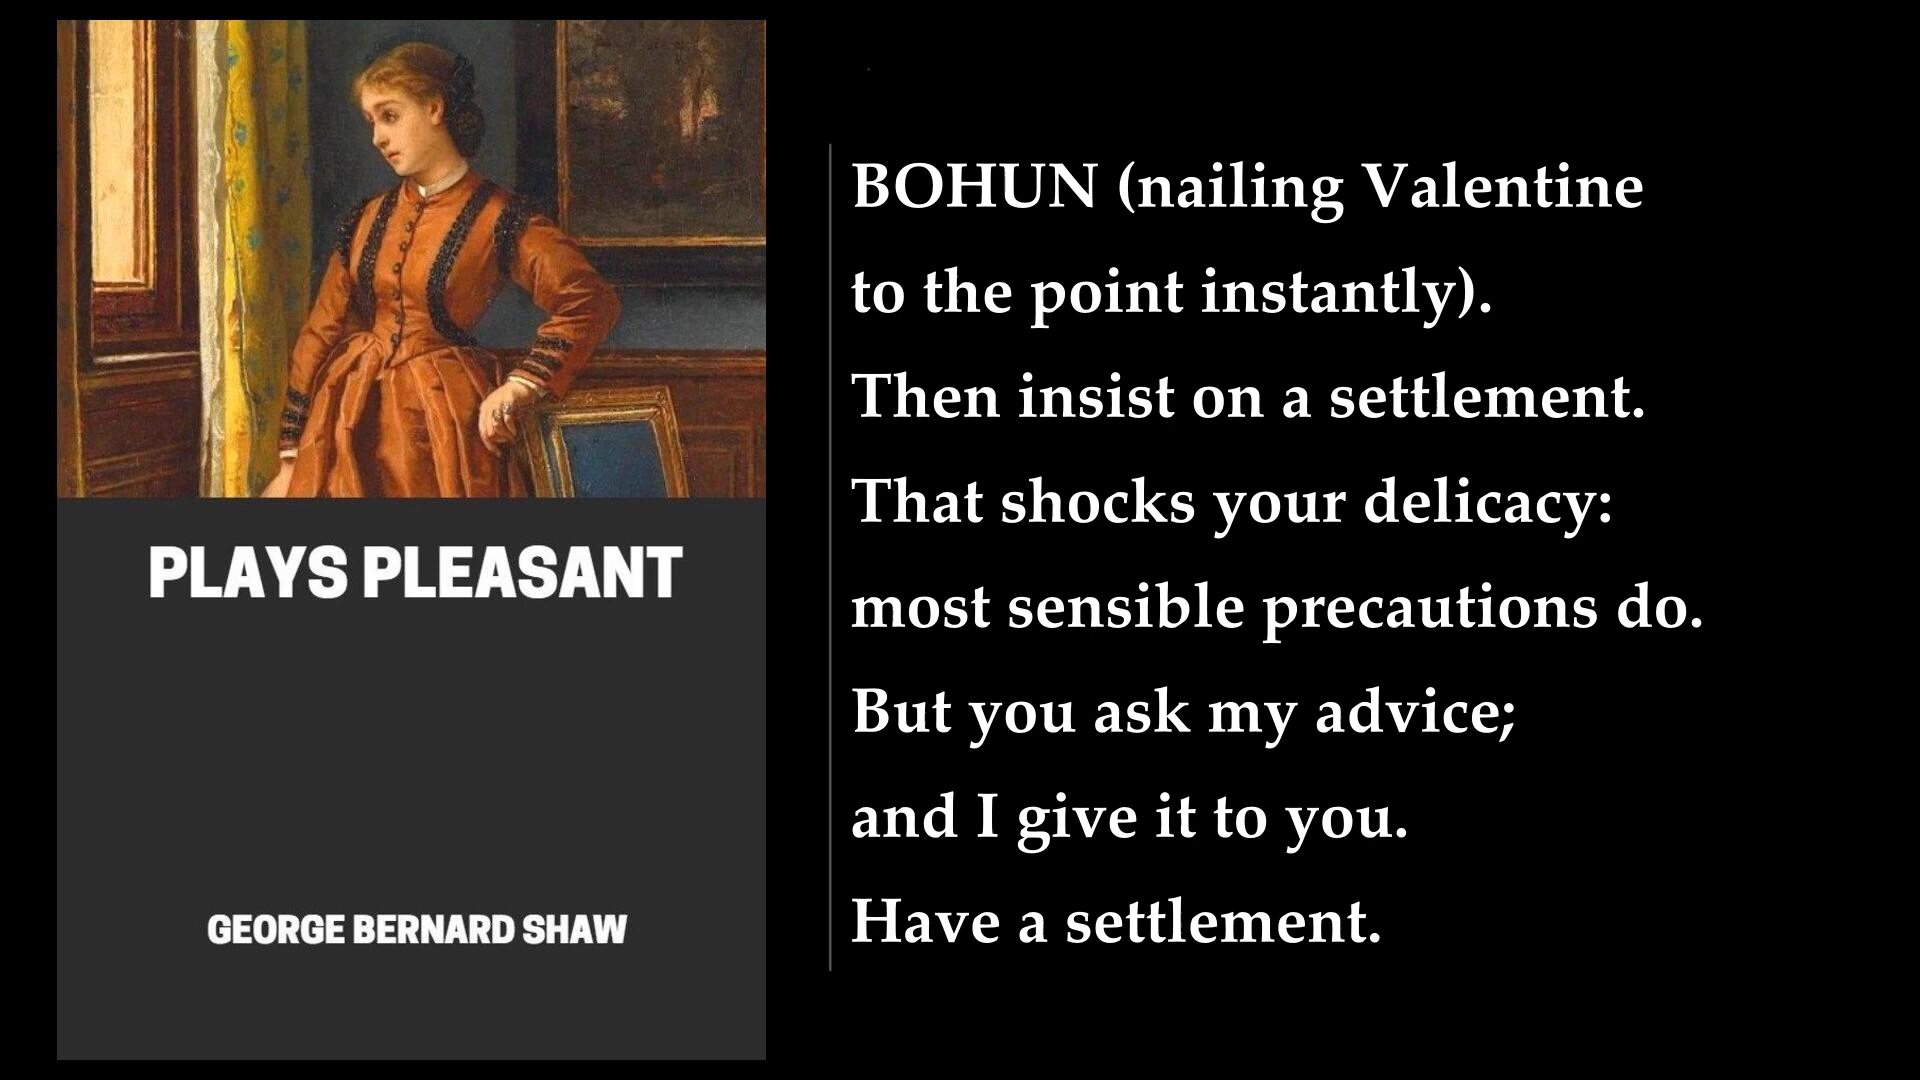 PLAYS PLEASANT
GEORGE BERNARD SHAW
BOHUN (nailing Valentine
to the point instantly).
Then insist on a settlement.
That shocks your delicacy:
most sensible precautions do.
But you ask my advice;
and I give it to you.
Have a settlement.